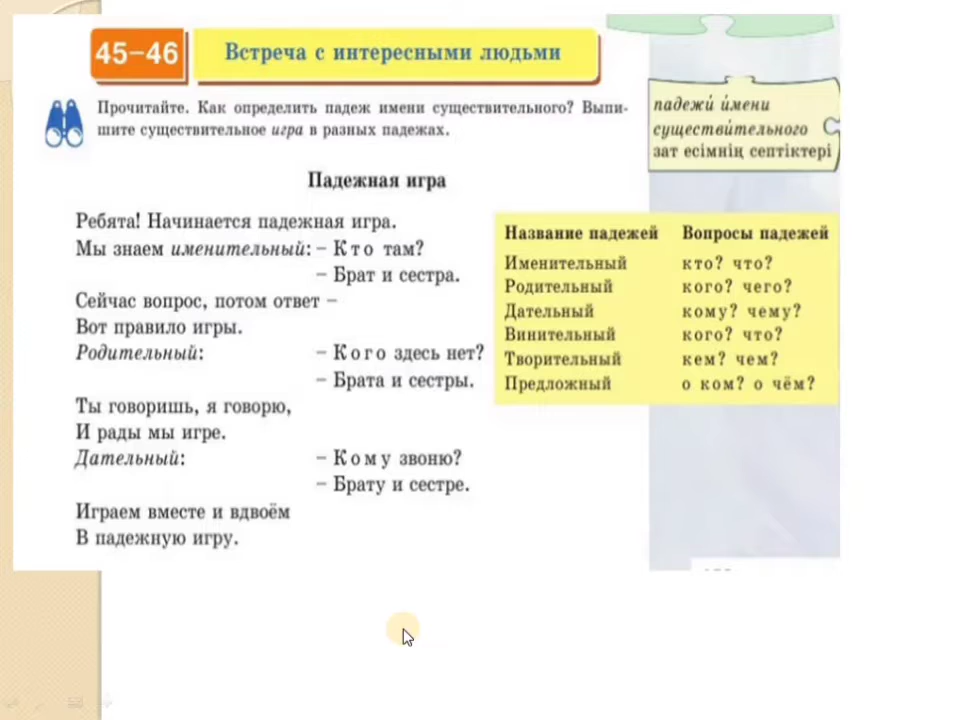 45–46
Встреча с интересными людьми
Прочитайте. Как определить падеж имени существительного? Выпи-
шите существительное игра в разных падежах.
падежи́ и́мени
существи́тельного
зат есімнің септіктері
Падежная игра
Ребята! Начинается падежная игра.
Мы знаем именительный: – Кто там?
– Брат и сестра.
Сейчас вопрос, потом ответ –
Вот правило игры.
Родительный: – Кого здесь нет?
– Брата и сестры.
Ты говоришь, я говорю,
И рады мы игре.
Дательный: – Кому звоню?
– Брату и сестре.
Играем вместе и вдвоём
В падежную игру.
Название падежей Вопросы падежей
Именительный кто? что?
Родительный кого? чего?
Дательный кому? чему?
Винительный кого? что?
Творительный кем? чем?
Предложный о ком? о чём?